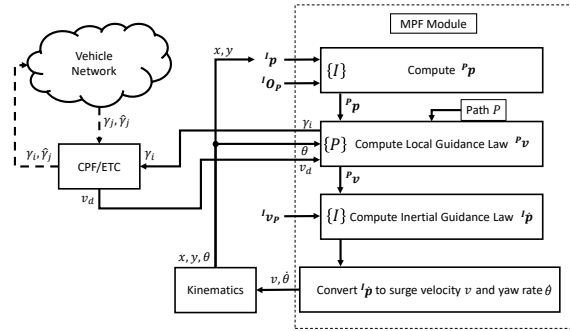 MPF Module
Vehicle
Network
x, y
ᴵp
ᴵO_P
{I} Compute ᴾp
ᴾp
Path P
γ_j, γ̂_j
γ_i
γ_i, γ̂_j
γ_i
CPF/ETC
θ
v_d
{P} Compute Local Guidance Law ᴾv
ᴾv
v_d
ᴵv_P
{I} Compute Inertial Guidance Law ᴵṗ
x, y, θ
Kinematics
v, θ̇
Convert ᴵṗ to surge velocity v and yaw rate θ̇